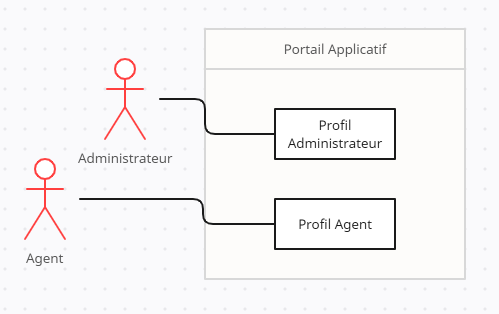 Portail Applicatif
Profil
Administrateur
Administrateur
Profil Agent
Agent